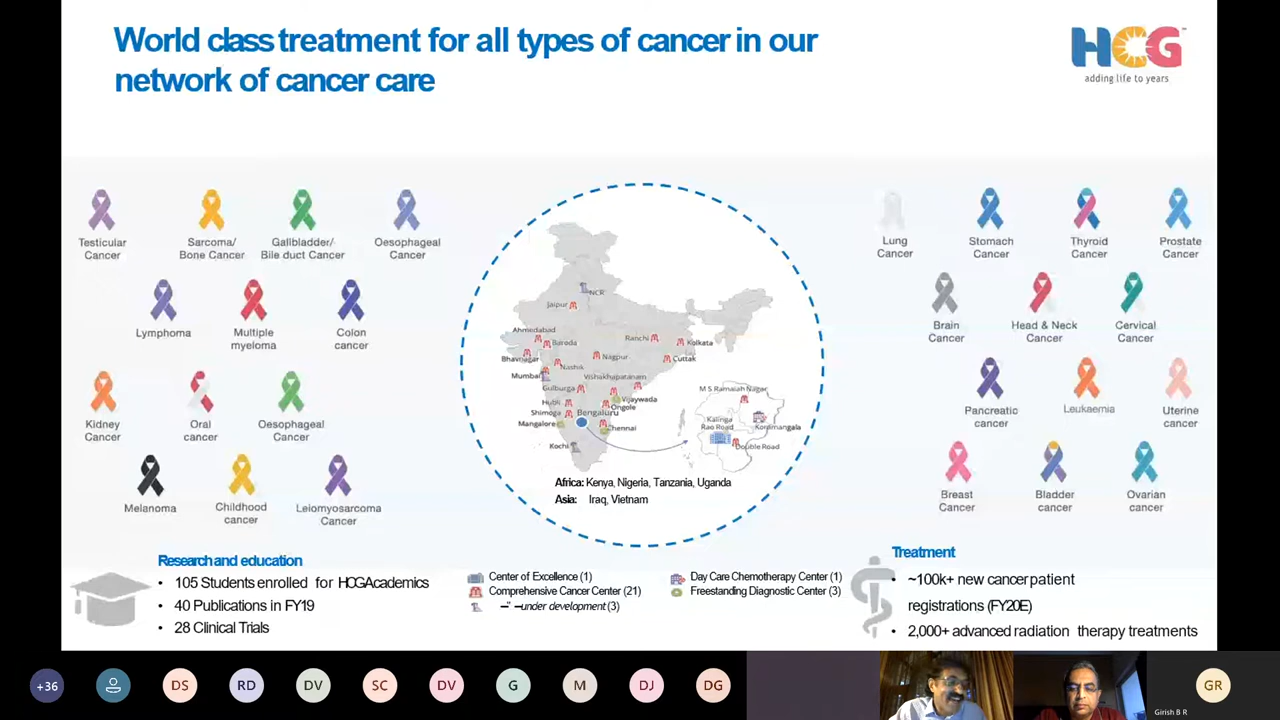 World class treatment for all types of cancer in our
network of cancer care
HCG
adding life to years
Testicular
Cancer
Sarcoma/
Bone Cancer
Gallbladder/
Bile duct Cancer
Oesophageal
Cancer
Lymphoma
Multiple
myeloma
Colon
cancer
Kidney
Cancer
Oral
cancer
Oesophageal
Cancer
Melanoma
Childhood
cancer
Leiomyosarcoma
Cancer
NCR
Jaipur
Ahmedabad
Baroda
Ranchi
Kolkata
Bhavnagar
Nashik
Nagpur
Cuttak
Mumbai
Vishakhapatanam
Gulburga
Vijaywada
Hubli
Ongole
Shimoga
Bengaluru
Mangalore
Chennai
Kochi
M S Ramaiah Nagar
Kalinga
Rao Road
Koramangala
Double Road
Africa: Kenya, Nigeria, Tanzania, Uganda
Asia: Iraq, Vietnam
Lung
Cancer
Stomach
Cancer
Thyroid
Cancer
Prostate
Cancer
Brain
Cancer
Head & Neck
Cancer
Cervical
Cancer
Pancreatic
cancer
Leukaemia
Uterine
cancer
Breast
Cancer
Bladder
cancer
Ovarian
cancer
Research and education
• 105 Students enrolled for HCG Academics
• 40 Publications in FY19
• 28 Clinical Trials
Center of Excellence (1)
Comprehensive Cancer Center (21)
–"–under development (3)
Day Care Chemotherapy Center (1)
Freestanding Diagnostic Center (3)
Treatment
• ~100k+ new cancer patient
registrations (FY20E)
• 2,000+ advanced radiation therapy treatments
+36
DS
RD
DV
SC
DV
G
M
DJ
DG
GR
Girish B R